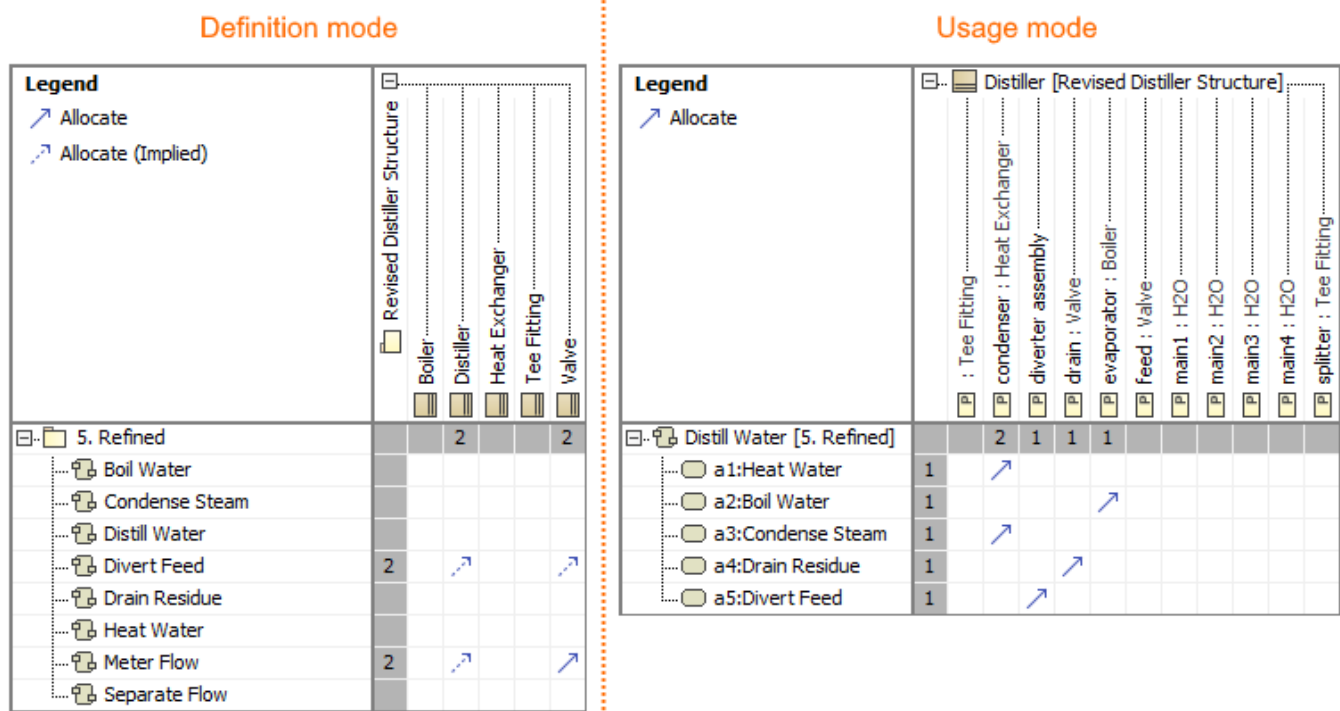 Definition mode
Legend
Allocate
Allocate (Implied)
Revised Distiller Structure
Boiler
Distiller
Heat Exchanger
Tee Fitting
Valve
5. Refined 2 2
Boil Water
Condense Steam
Distill Water
Divert Feed 2
Drain Residue
Heat Water
Meter Flow 2
Separate Flow
Usage mode
Legend
Allocate
Distiller [Revised Distiller Structure]
P : Tee Fitting
P condenser : Heat Exchanger
P diverter assembly
P drain : Valve
P evaporator : Boiler
P feed : Valve
P main1 : H2O
P main2 : H2O
P main3 : H2O
P main4 : H2O
P splitter : Tee Fitting
Distill Water [5. Refined] 2 1 1 1
a1:Heat Water 1
a2:Boil Water 1
a3:Condense Steam 1
a4:Drain Residue 1
a5:Divert Feed 1